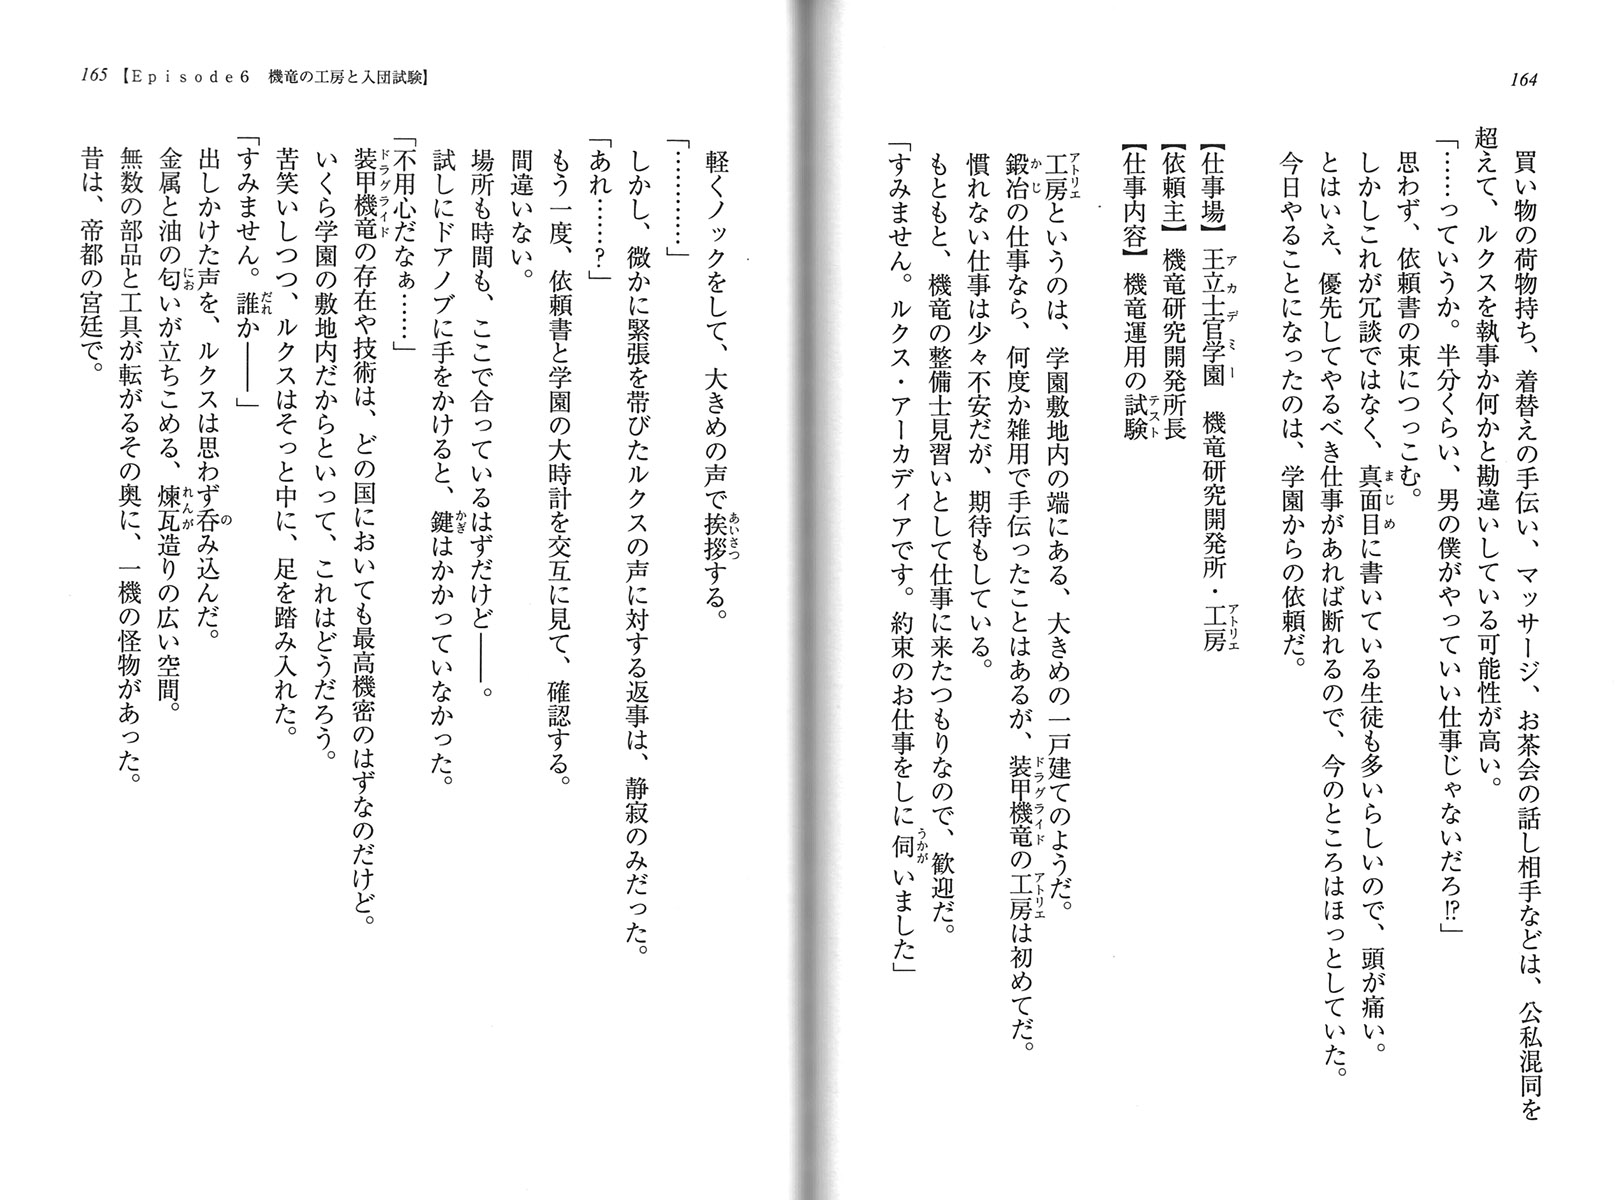 164
買い物の荷物持ち、着替えの手伝い、マッサージ、お茶会の話し相手などは、公私混同を
超えて、ルクスを執事か何かと勘違いしている可能性が高い。
「……っていうか。半分くらい、男の僕がやっていい仕事じゃないだろ!?」
思わず、依頼書の束につっこむ。
しかしこれが冗談ではなく、真面目に書いている生徒も多いらしいので、頭が痛い。
とはいえ、優先してやるべき仕事があれば断れるので、今のところはほっとしていた。
今日やることになったのは、学園からの依頼だ。
【仕事場】王立士官学園　機竜研究開発所・工房
【依頼主】機竜研究開発所長
【仕事内容】機竜運用の試験
工房というのは、学園敷地内の端にある、大きめの一戸建てのようだ。
鍛冶の仕事なら、何度か雑用で手伝ったことはあるが、装甲機竜の工房は初めてだ。
慣れない仕事は少々不安だが、期待もしている。
もともと、機竜の整備士見習いとして仕事に来たつもりなので、歓迎だ。
「すみません。ルクス・アーカディアです。約束のお仕事をしに伺いました」
165【Episode6　機竜の工房と入団試験】
軽くノックをして、大きめの声で挨拶する。
「…………」
しかし、微かに緊張を帯びたルクスの声に対する返事は、静寂のみだった。
「あれ……?」
もう一度、依頼書と学園の大時計を交互に見て、確認する。
間違いない。
場所も時間も、ここで合っているはずだけど――。
試しにドアノブに手をかけると、鍵はかかっていなかった。
「不用心だなぁ……」
装甲機竜の存在や技術は、どの国においても最高機密のはずなのだけど。
いくら学園の敷地内だからといって、これはどうだろう。
苦笑いしつつ、ルクスはそっと中に、足を踏み入れた。
「すみません。誰か――」
出しかけた声を、ルクスは思わず呑み込んだ。
金属と油の匂いが立ちこめる、煉瓦造りの広い空間。
無数の部品と工具が転がるその奥に、一機の怪物があった。
昔は、帝都の宮廷で。